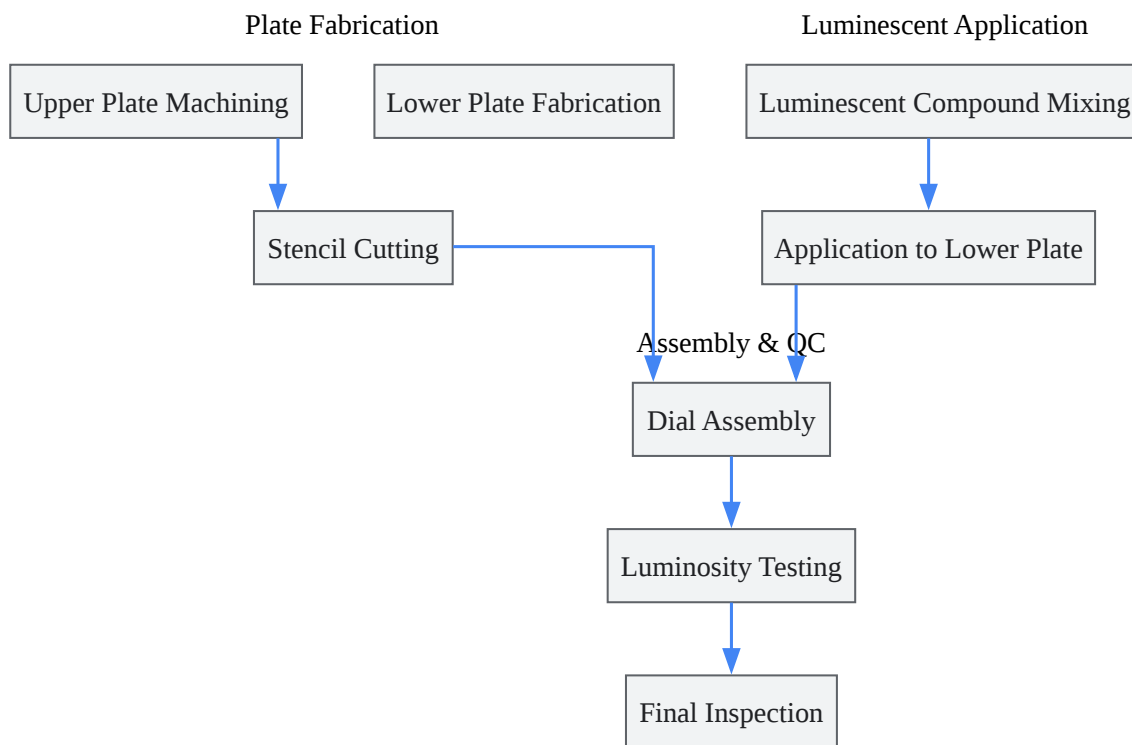 Plate Fabrication
Luminescent Application
Upper Plate Machining
Lower Plate Fabrication
Luminescent Compound Mixing
Stencil Cutting
Application to Lower Plate
Assembly & QC
Dial Assembly
Luminosity Testing
Final Inspection